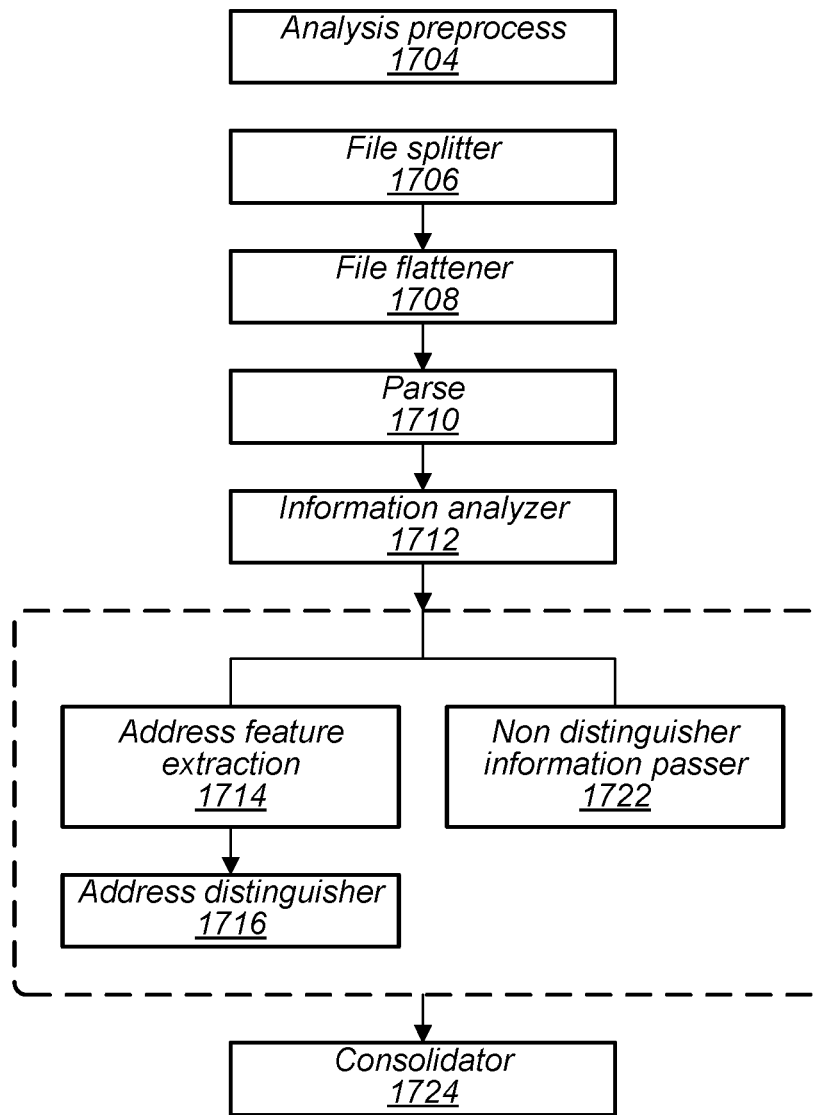 Analysis preprocess
1704
File splitter
1706
File flattener
1708
Parse
1710
Information analyzer
1712
Address feature
extraction
1714
Non distinguisher
information passer
1722
Address distinguisher
1716
Consolidator
1724